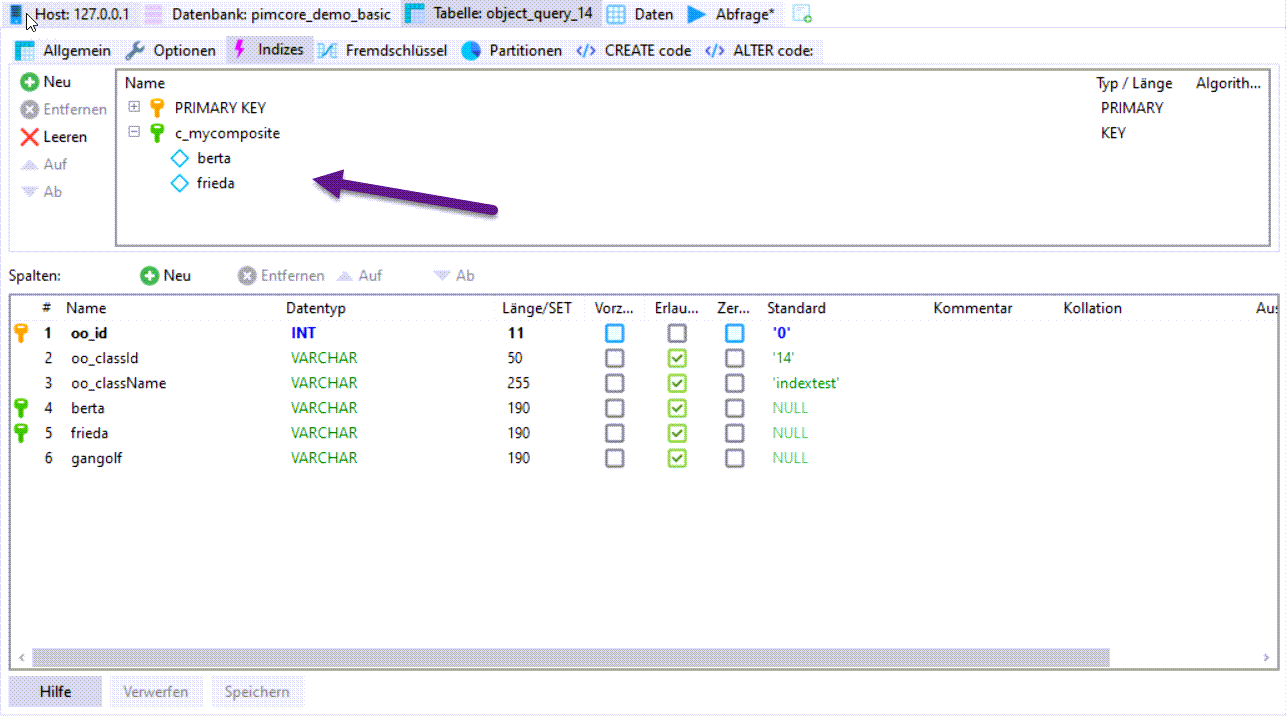 Host: 127.0.0.1 Datenbank: pimcore_demo_basic Tabelle: object_query_14 Daten Abfrage*
Allgemein Optionen Indizes Fremdschlüssel Partitionen CREATE code ALTER code:
Neu
Entfernen
Leeren
Auf
Ab
Name Typ / Länge Algorith...
PRIMARY KEY PRIMARY
c_mycomposite KEY
berta
frieda
Spalten: Neu Entfernen Auf Ab
# Name Datentyp Länge/SET Vorz... Erlau... Zer... Standard Kommentar Kollation Aus
1 oo_id INT 11 '0'
2 oo_classId VARCHAR 50 '14'
3 oo_className VARCHAR 255 'indextest'
4 berta VARCHAR 190 NULL
5 frieda VARCHAR 190 NULL
6 gangolf VARCHAR 190 NULL
Hilfe Verwerfen Speichern